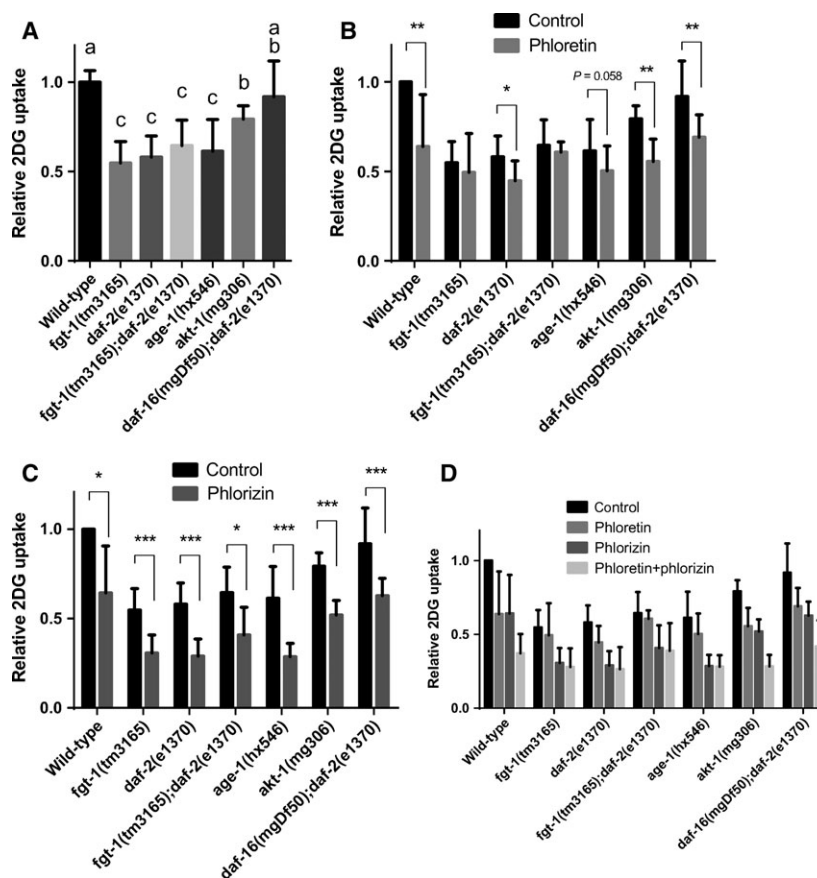 A
Relative 2DG uptake
1.0
0.5
0.0
a
c
c
c
c
b
a
b
Wild-type
fgt-1(tm3165)
daf-2(e1370)
fgt-1(tm3165);daf-2(e1370)
age-1(hx546)
akt-1(mg306)
daf-16(mgDf50);daf-2(e1370)
B
Control
Phloretin
Relative 2DG uptake
1.0
0.5
0.0
**
*
P = 0.058
**
**
Wild-type
fgt-1(tm3165)
daf-2(e1370)
fgt-1(tm3165);daf-2(e1370)
age-1(hx546)
akt-1(mg306)
daf-16(mgDf50);daf-2(e1370)
C
Control
Phlorizin
Relative 2DG uptake
1.0
0.5
0.0
*
***
***
*
***
***
***
Wild-type
fgt-1(tm3165)
daf-2(e1370)
fgt-1(tm3165);daf-2(e1370)
age-1(hx546)
akt-1(mg306)
daf-16(mgDf50);daf-2(e1370)
D
Control
Phloretin
Phlorizin
Phloretin+phlorizin
Relative 2DG uptake
1.0
0.5
0.0
Wild-type
fgt-1(tm3165)
daf-2(e1370)
fgt-1(tm3165);daf-2(e1370)
age-1(hx546)
akt-1(mg306)
daf-16(mgDf50);daf-2(e1370)